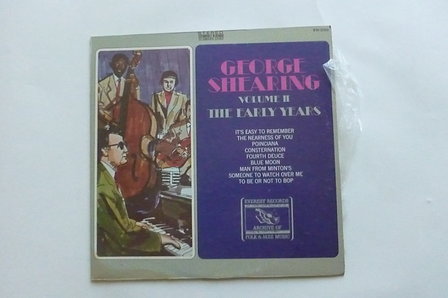 STEREO
GEORGE
SHEARING
VOLUME II
THE EARLY YEARS
IT'S EASY TO REMEMBER
THE NEARNESS OF YOU
POINCIANA
CONSTERNATION
FOURTH DEUCE
BLUE MOON
MAN FROM MINTON'S
SOMEONE TO WATCH OVER ME
TO BE OR NOT TO BOP
EVEREST RECORDS
ARCHIVE OF
FOLK & JAZZ MUSIC